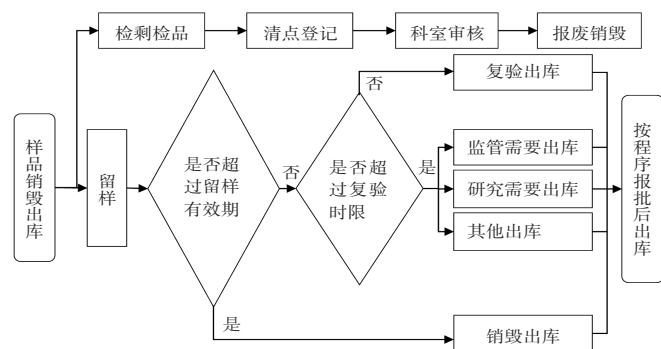 检剩检品
清点登记
科室审核
报废销毁
否
复验出库
样品销毁出库
留样
是否超
过留样
有效期
否
是否超
过复验
时限
是
监管需要出库
研究需要出库
其他出库
按程序报批后出库
是
销毁出库